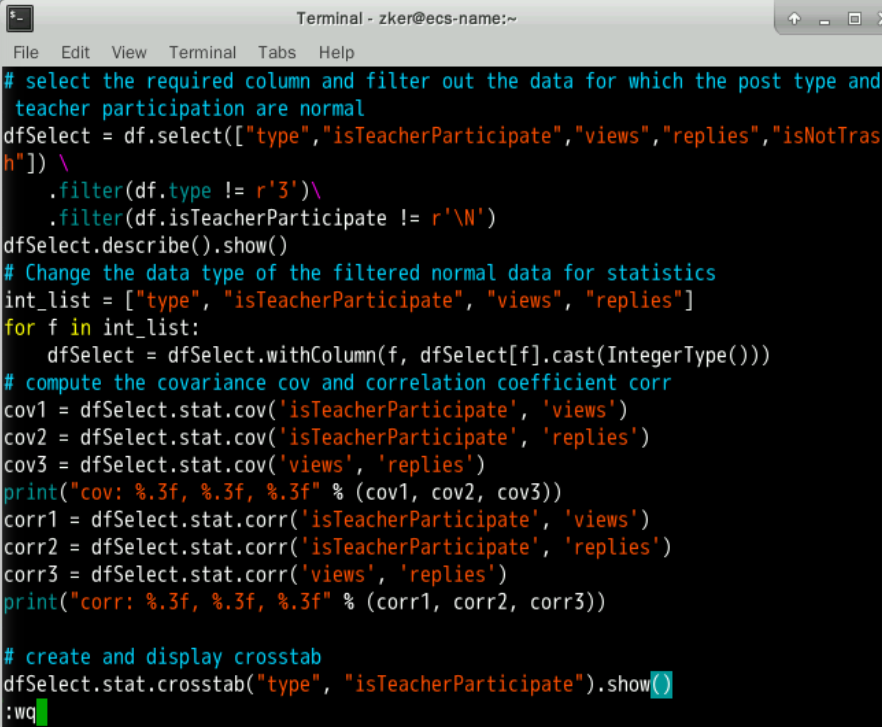 Terminal - zker@ecs-name:~
File Edit View Terminal Tabs Help
# select the required column and filter out the data for which the post type and
 teacher participation are normal
dfSelect = df.select(["type","isTeacherParticipate","views","replies","isNotTras
h"]) \
    .filter(df.type != r'3')\
    .filter(df.isTeacherParticipate != r'\N')
dfSelect.describe().show()
# Change the data type of the filtered normal data for statistics
int_list = ["type", "isTeacherParticipate", "views", "replies"]
for f in int_list:
    dfSelect = dfSelect.withColumn(f, dfSelect[f].cast(IntegerType()))
# compute the covariance cov and correlation coefficient corr
cov1 = dfSelect.stat.cov('isTeacherParticipate', 'views')
cov2 = dfSelect.stat.cov('isTeacherParticipate', 'replies')
cov3 = dfSelect.stat.cov('views', 'replies')
print("cov: %.3f, %.3f, %.3f" % (cov1, cov2, cov3))
corr1 = dfSelect.stat.corr('isTeacherParticipate', 'views')
corr2 = dfSelect.stat.corr('isTeacherParticipate', 'replies')
corr3 = dfSelect.stat.corr('views', 'replies')
print("corr: %.3f, %.3f, %.3f" % (corr1, corr2, corr3))

# create and display crosstab
dfSelect.stat.crosstab("type", "isTeacherParticipate").show()
:wq